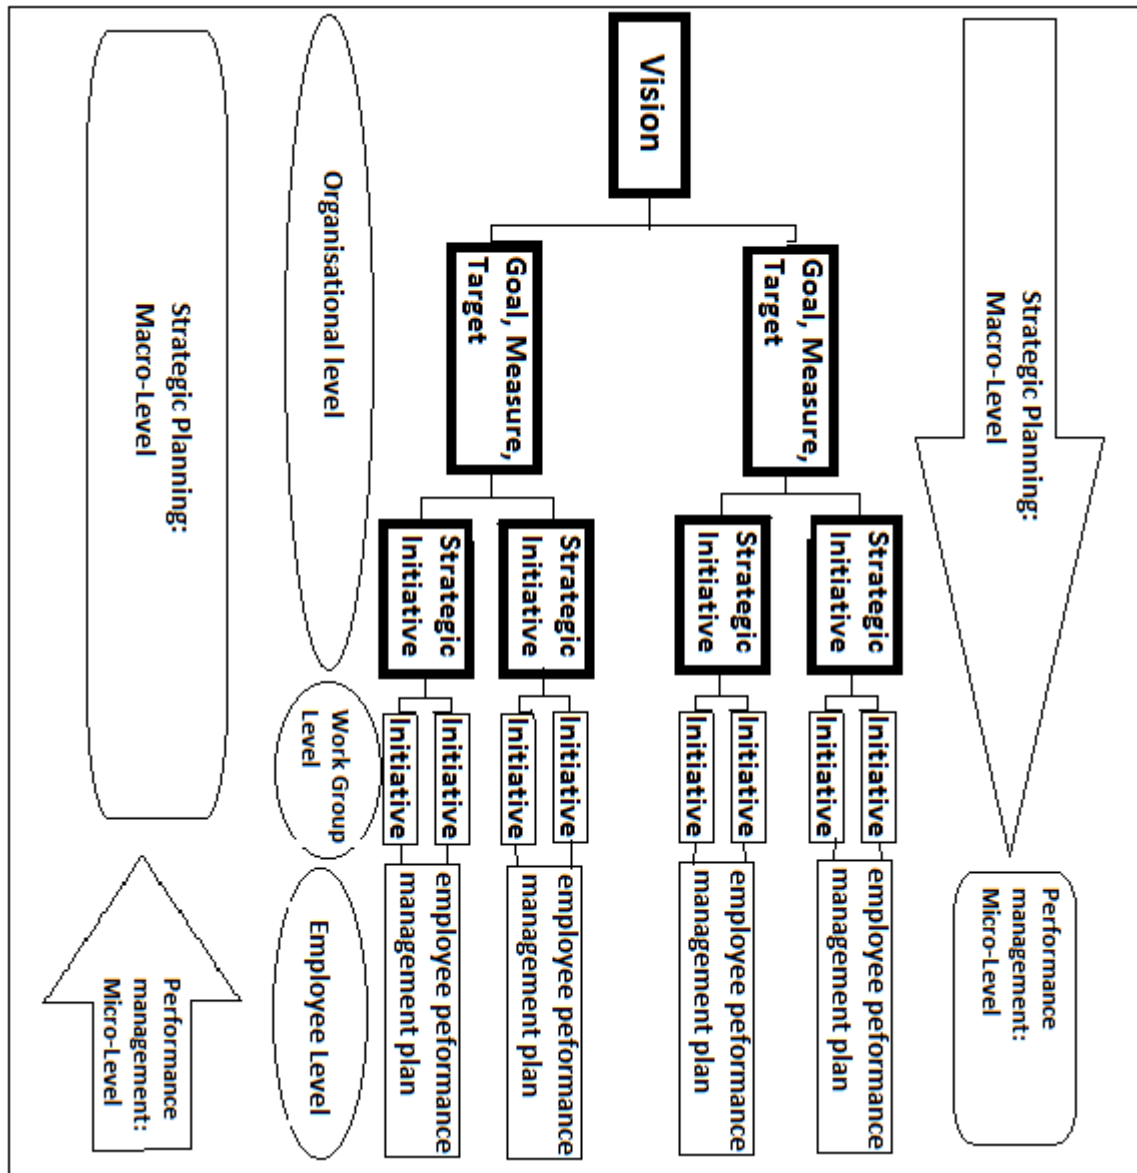 Strategic Planning:
Macro-Level
Performance
management:
Micro-Level
Vision
Goal, Measure,
Target
Goal, Measure,
Target
Strategic
Initiative
Strategic
Initiative
Strategic
Initiative
Strategic
Initiative
Initiative
Initiative
Initiative
Initiative
Initiative
Initiative
Initiative
Initiative
employee peformance
management plan
employee peformance
management plan
employee peformance
management plan
employee peformance
management plan
Organisational level
Work Group
Level
Employee Level
Strategic Planning:
Macro-Level
Performance
management:
Micro-Level